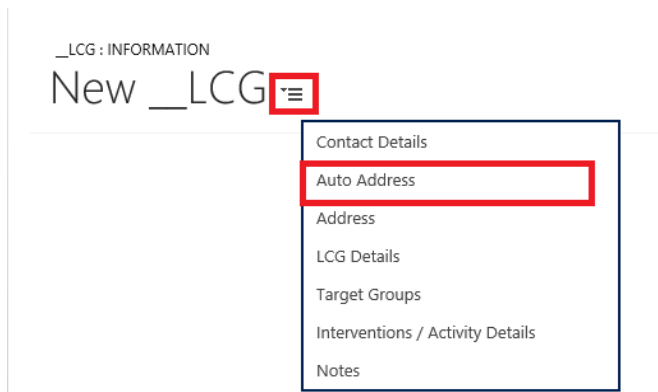 __LCG : INFORMATION
New __LCG
Contact Details
Auto Address
Address
LCG Details
Target Groups
Interventions / Activity Details
Notes